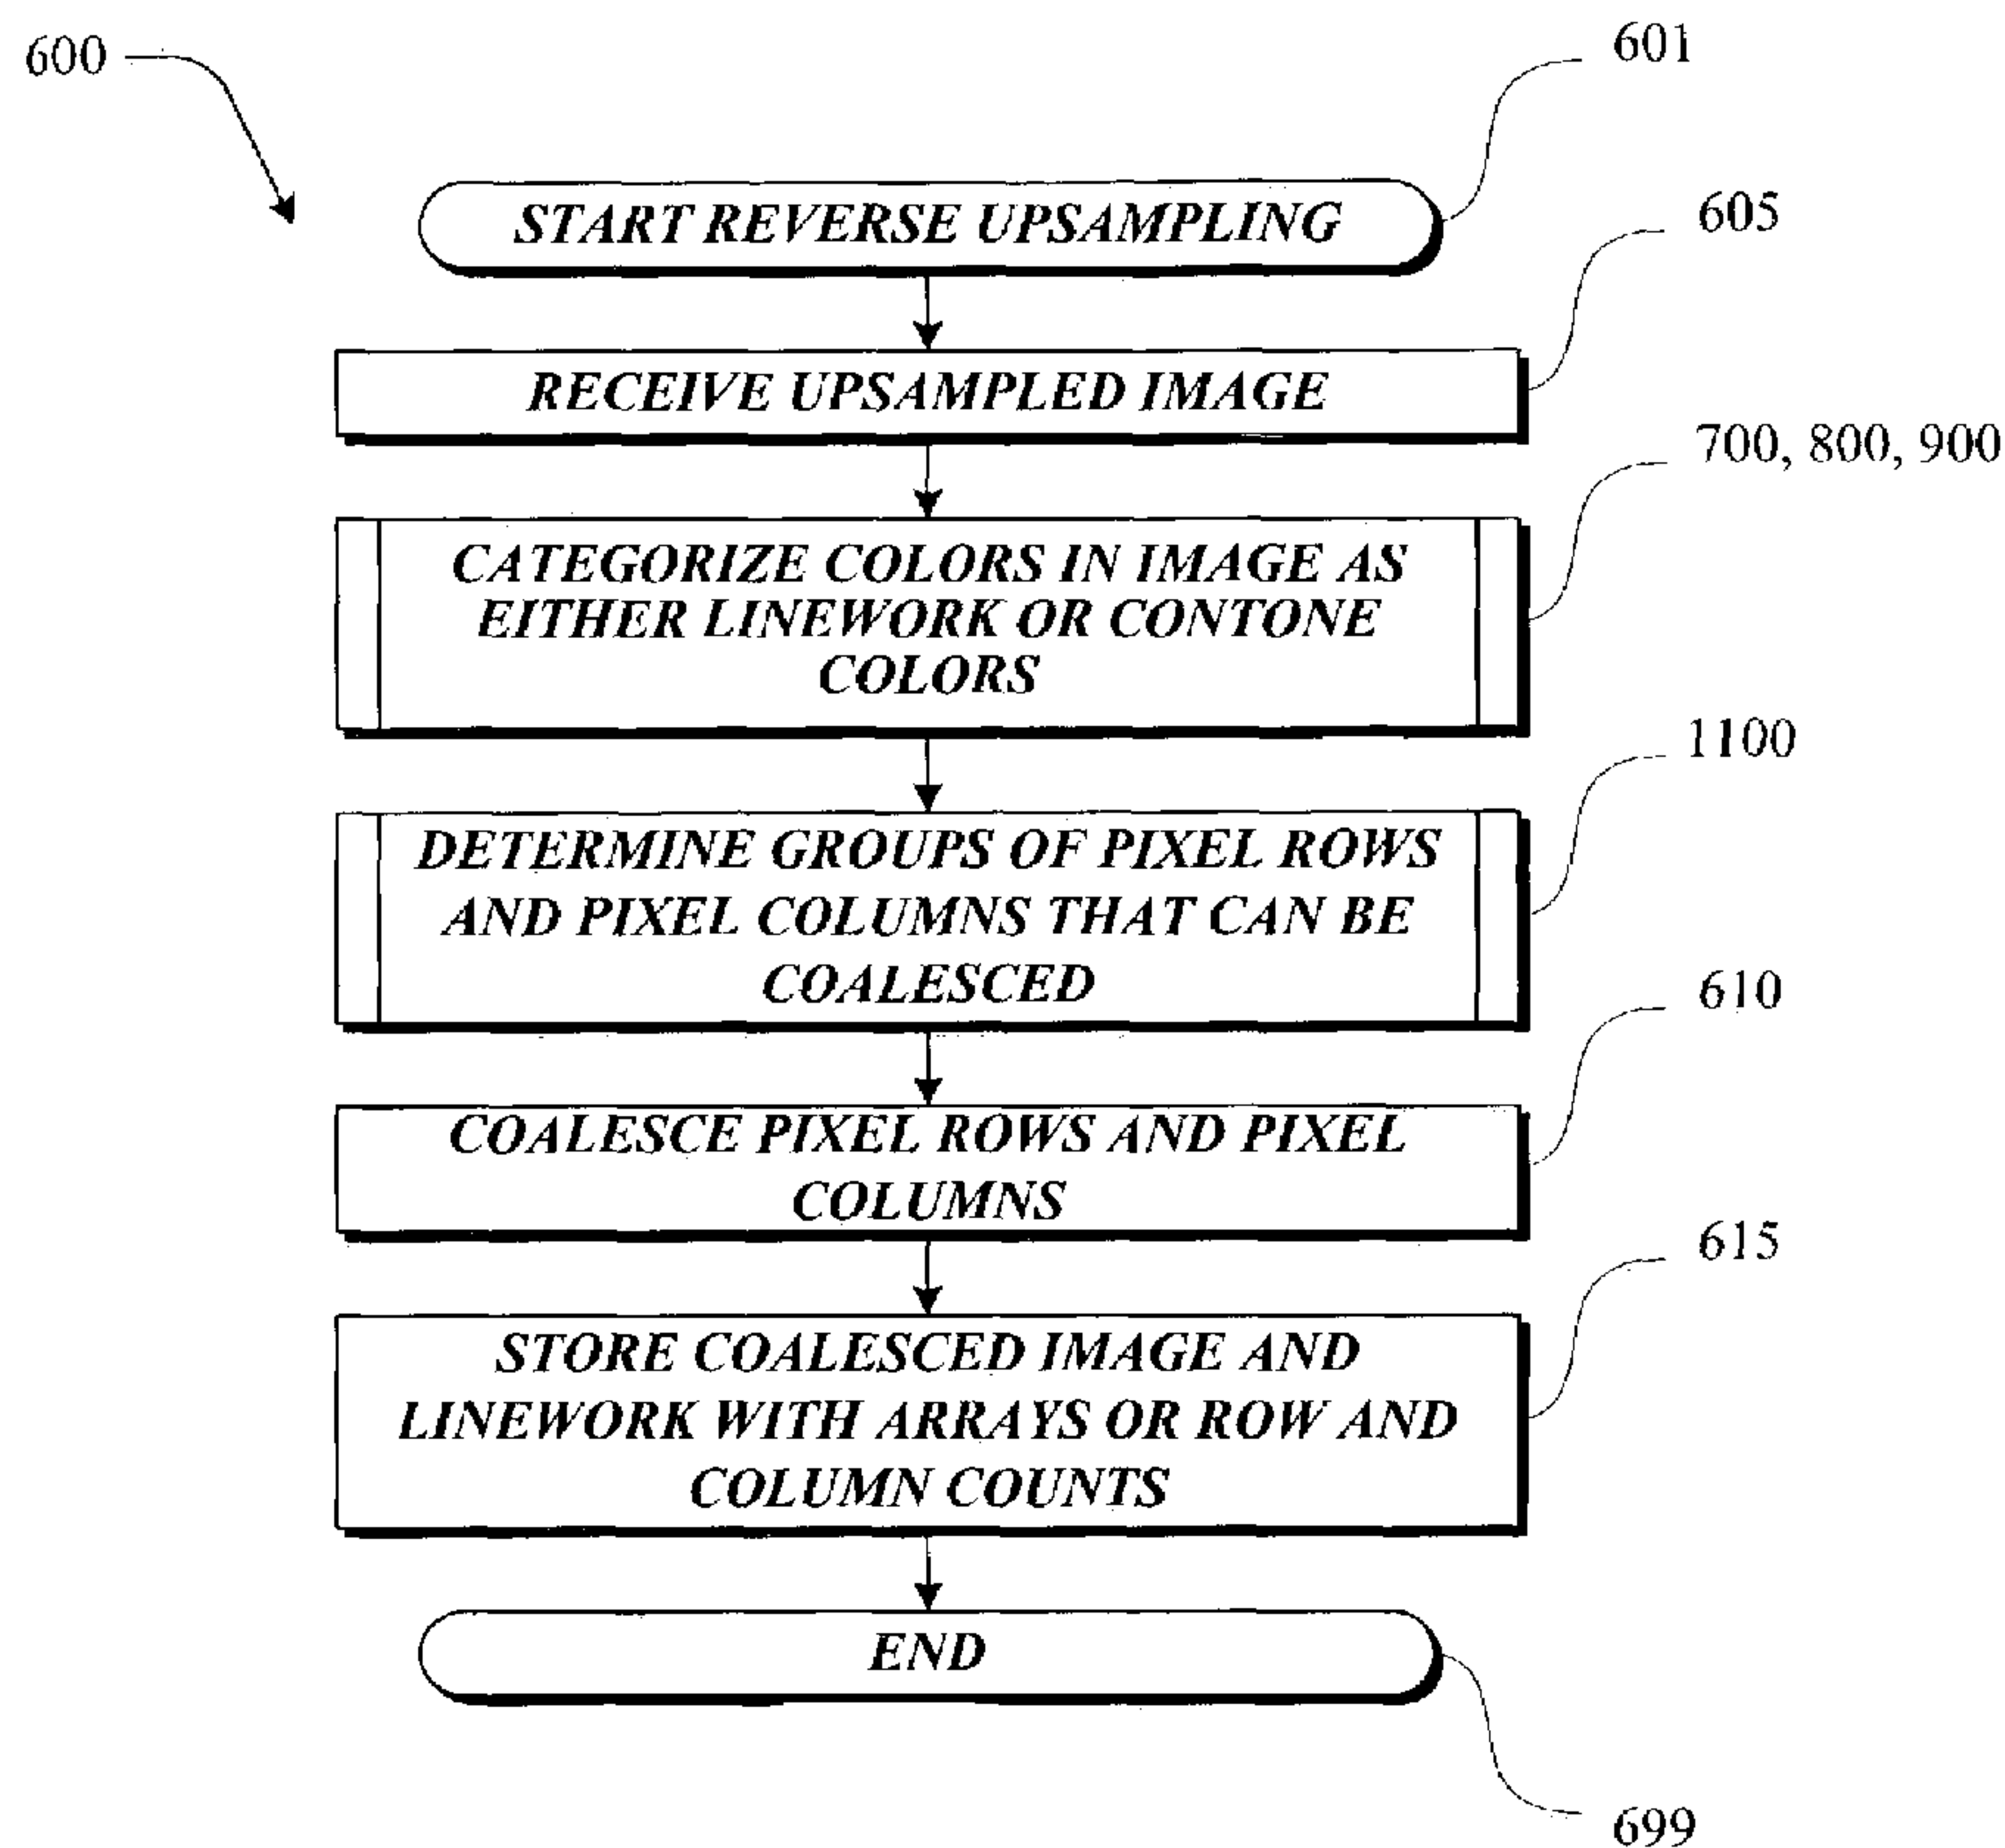 600
601
START REVERSE UPSAMPLING
605
RECEIVE UPSAMPLED IMAGE
700, 800, 900
CATEGORIZE COLORS IN IMAGE AS
EITHER LINEWORK OR CONTONE
COLORS
1100
DETERMINE GROUPS OF PIXEL ROWS
AND PIXEL COLUMNS THAT CAN BE
COALESCED
610
COALESCE PIXEL ROWS AND PIXEL
COLUMNS
615
STORE COALESCED IMAGE AND
LINEWORK WITH ARRAYS OR ROW AND
COLUMN COUNTS
END
699